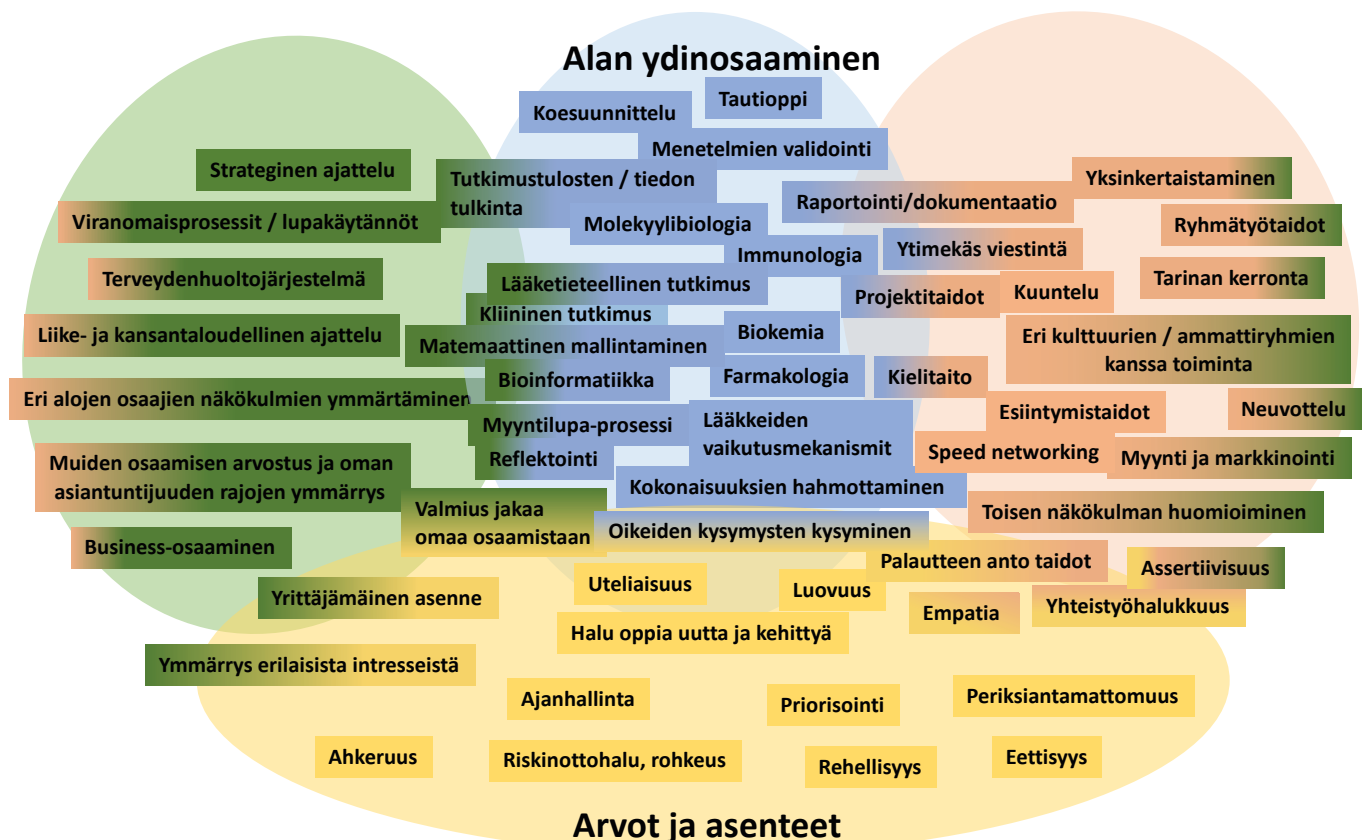 Alan ydinosaaminen
Koesuunnittelu
Tautioppi
Menetelmien validointi
Strateginen ajattelu
Tutkimustulosten / tiedon
tulkinta
Viranomaisprosessit / lupakäytännöt
Molekyylibiologia
Raportointi/dokumentaatio
Yksinkertaistaminen
Ryhmätyötaidot
Immunologia
Ytimekäs viestintä
Terveydenhuoltojärjestelmä
Lääketieteellinen tutkimus
Projektitaidot
Kuuntelu
Tarinan kerronta
Kliininen tutkimus
Liike- ja kansantaloudellinen ajattelu
Matemaattinen mallintaminen
Biokemia
Eri kulttuurien / ammattiryhmien
kanssa toiminta
Bioinformatiikka
Farmakologia
Kielitaito
Eri alojen osaajien näkökulmien ymmärtäminen
Myyntilupa-prosessi
Lääkkeiden
vaikutusmekanismit
Esiintymistaidot
Neuvottelu
Reflektointi
Speed networking
Myynti ja markkinointi
Muiden osaamisen arvostus ja oman
asiantuntijuuden rajojen ymmärrys
Kokonaisuuksien hahmottaminen
Valmius jakaa
omaa osaamistaan
Oikeiden kysymysten kysyminen
Toisen näkökulman huomioiminen
Business-osaaminen
Palautteen anto taidot
Assertiivisuus
Yrittäjämäinen asenne
Uteliaisuus
Luovuus
Empatia
Yhteistyöhalukkuus
Halu oppia uutta ja kehittyä
Ymmärrys erilaisista intresseistä
Ajanhallinta
Priorisointi
Periksiantamattomuus
Ahkeruus
Riskinottohalu, rohkeus
Rehellisyys
Eettisyys
Arvot ja asenteet